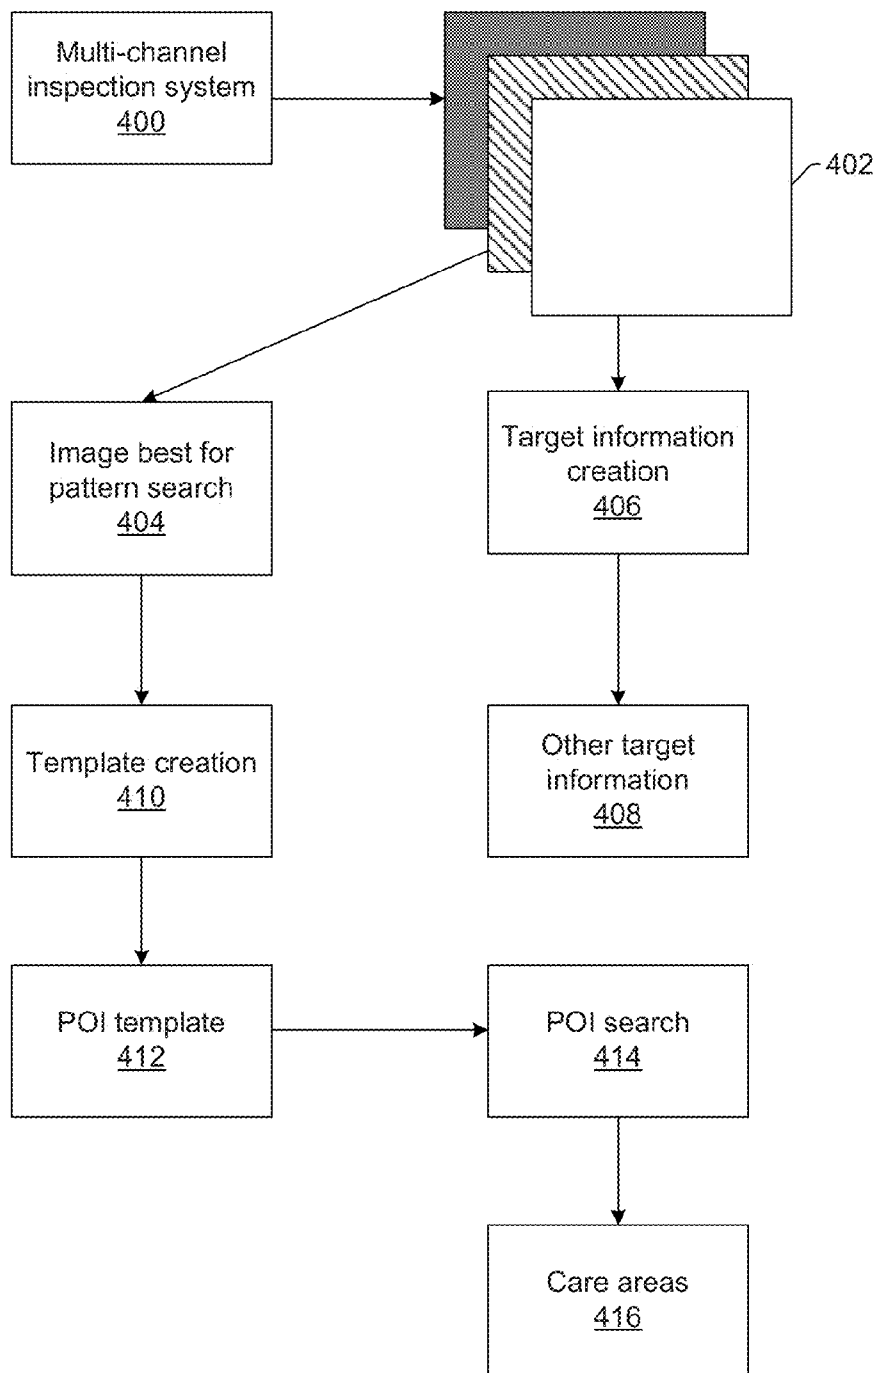 Multi-channel
inspection system
400
402
Image best for
pattern search
404
Target information
creation
406
Template creation
410
Other target
information
408
POI template
412
POI search
414
Care areas
416